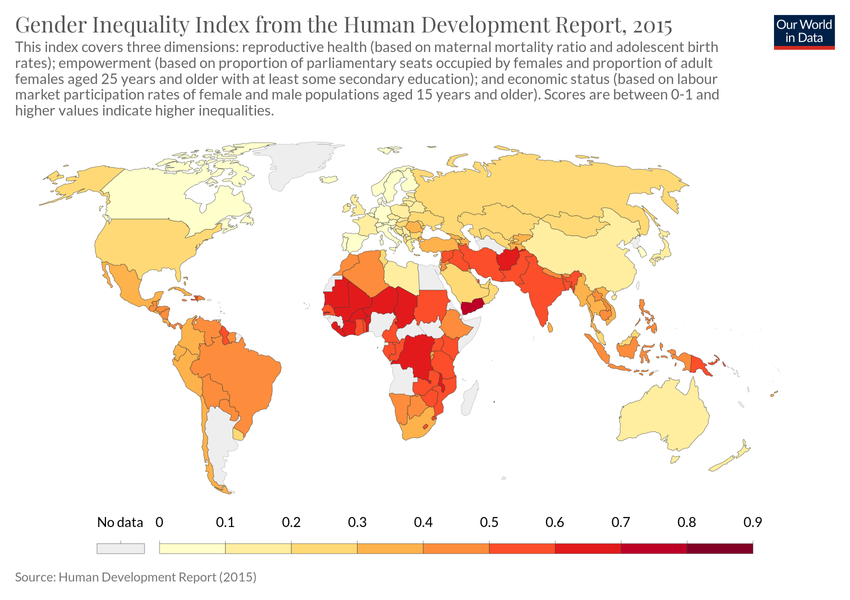 Gender Inequality Index from the Human Development Report, 2015
Our World
in Data
This index covers three dimensions: reproductive health (based on maternal mortality ratio and adolescent birth
rates); empowerment (based on proportion of parliamentary seats occupied by females and proportion of adult
females aged 25 years and older with at least some secondary education); and economic status (based on labour
market participation rates of female and male populations aged 15 years and older). Scores are between 0-1 and
higher values indicate higher inequalities.
No data 0 0.1 0.2 0.3 0.4 0.5 0.6 0.7 0.8 0.9
Source: Human Development Report (2015)